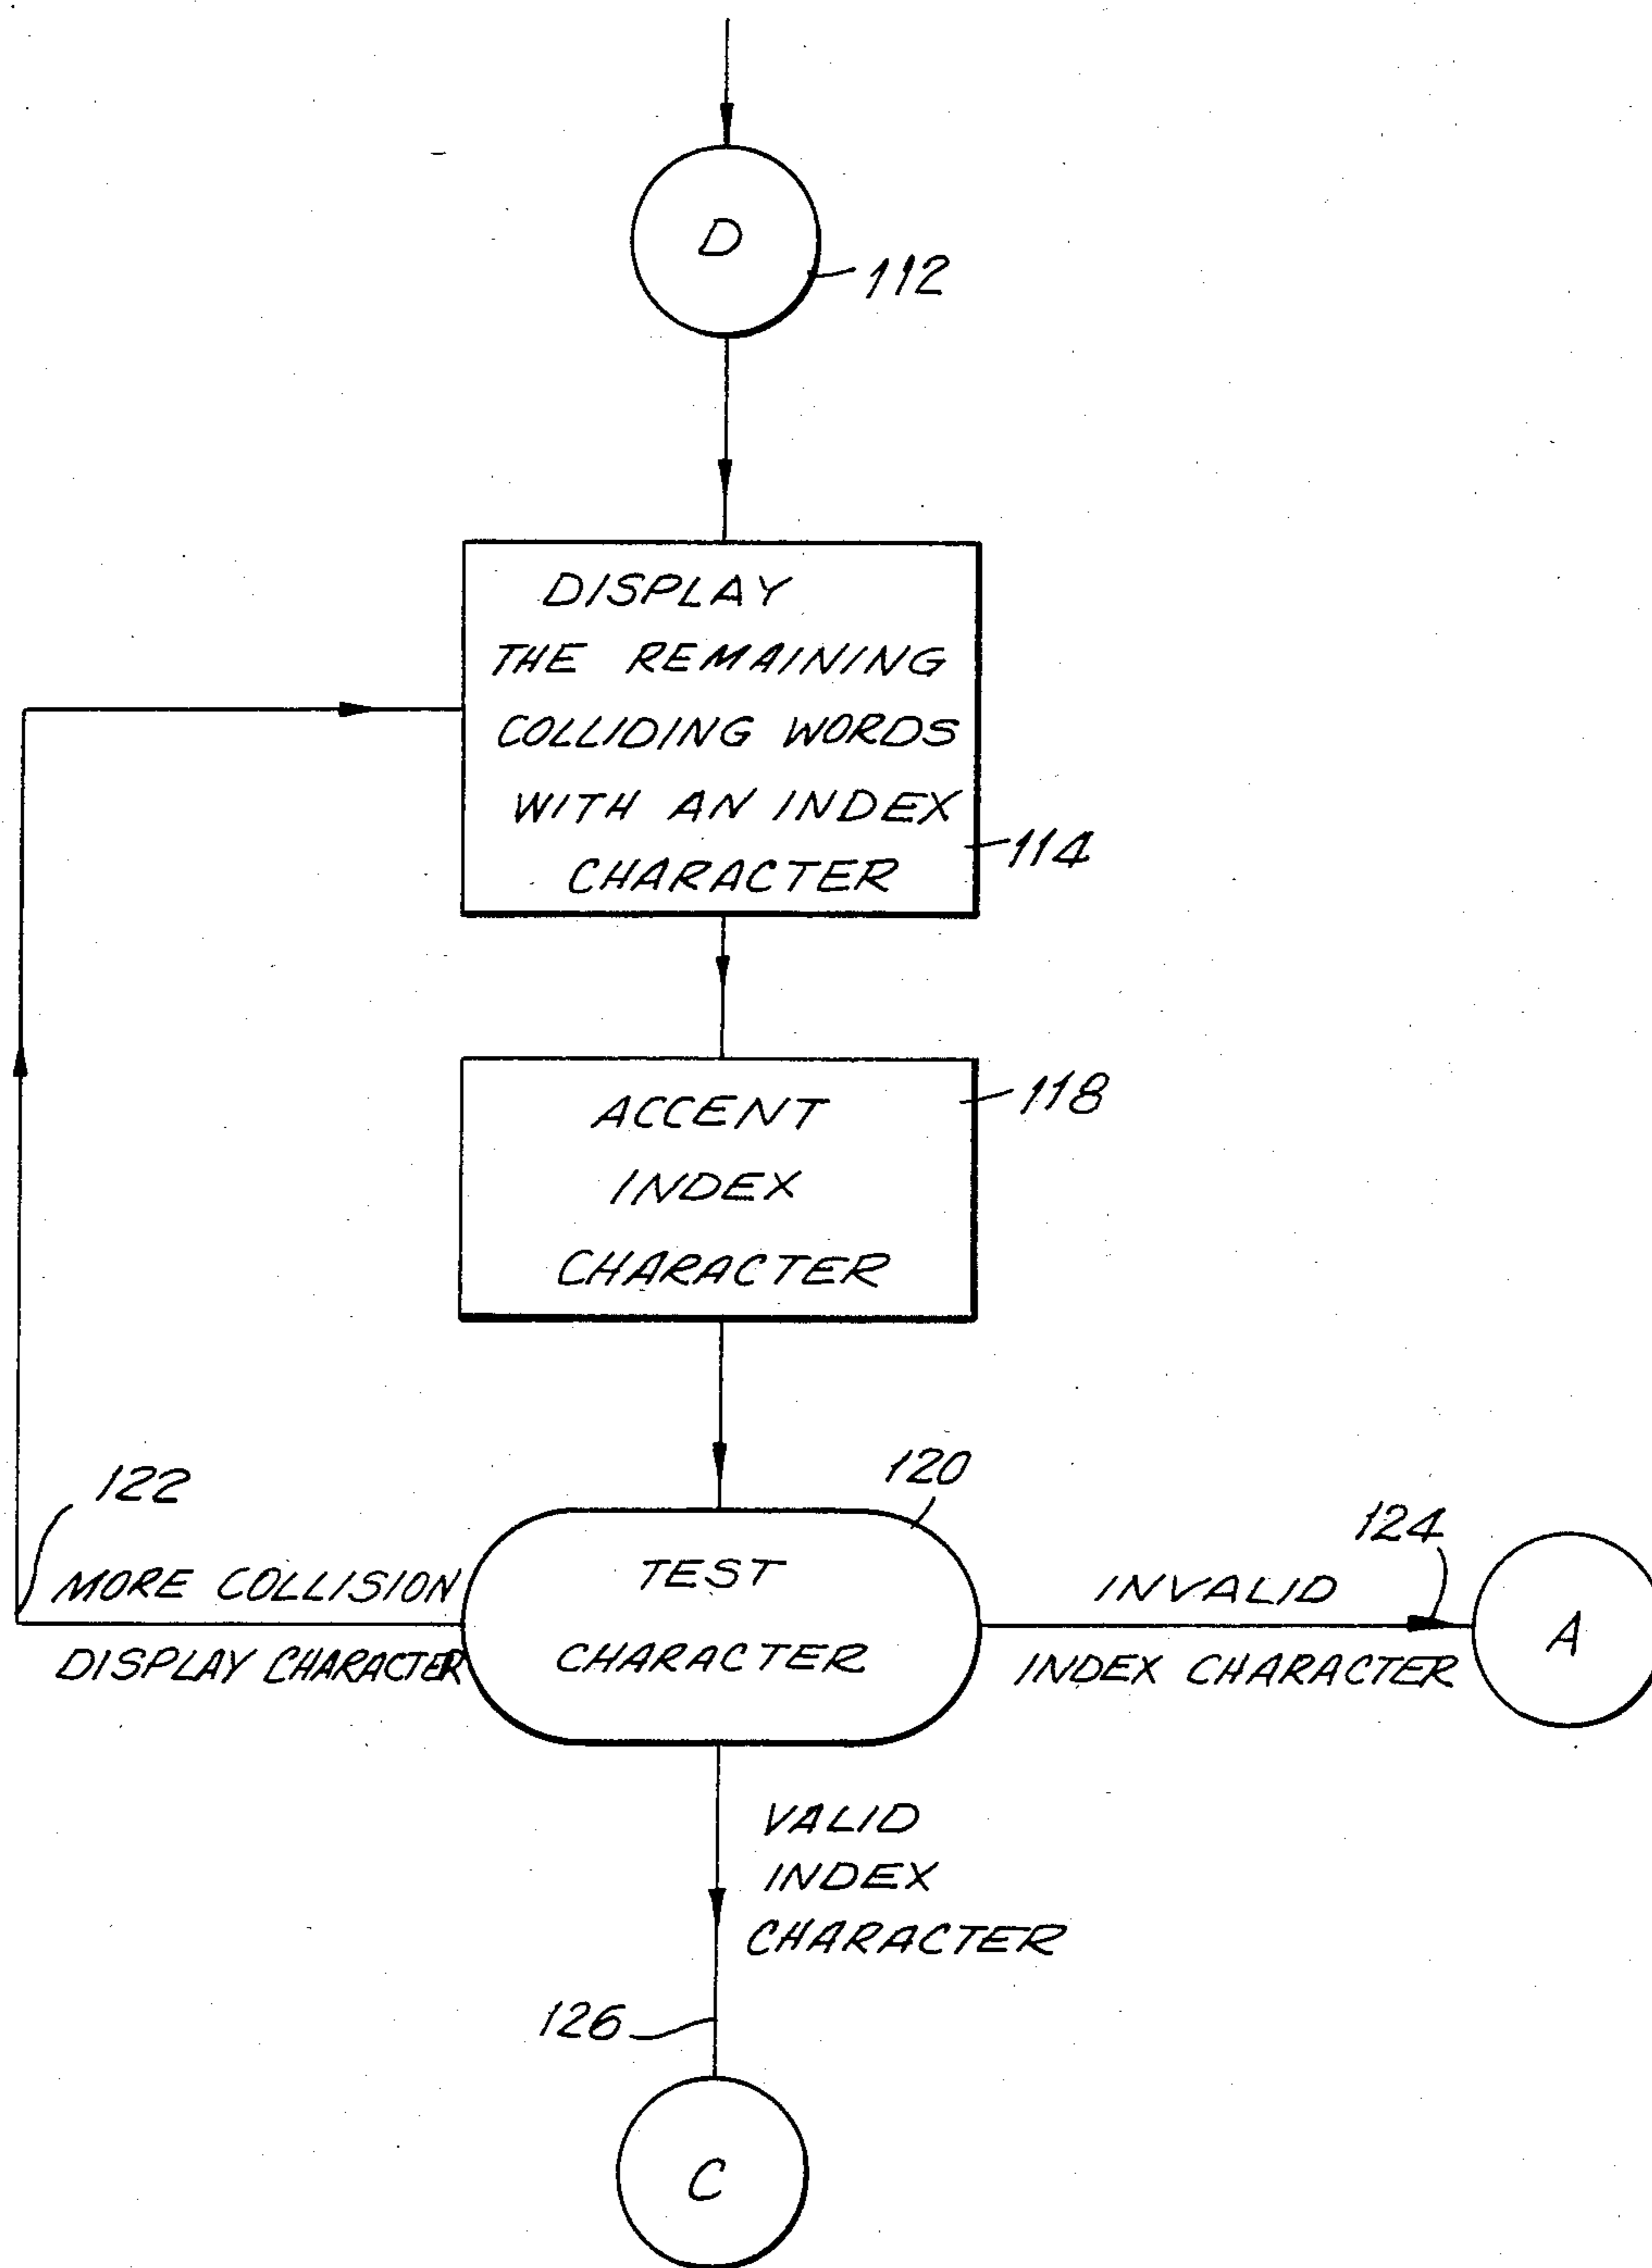 D
112
DISPLAY
THE REMAINING
COLLIDING WORDS
WITH AN INDEX
CHARACTER
114
ACCENT
INDEX
CHARACTER
118
120
122
TEST
CHARACTER
MORE COLLISION
DISPLAY CHARACTER
INVALID
INDEX CHARACTER
124
A
VALID
INDEX
CHARACTER
126
C